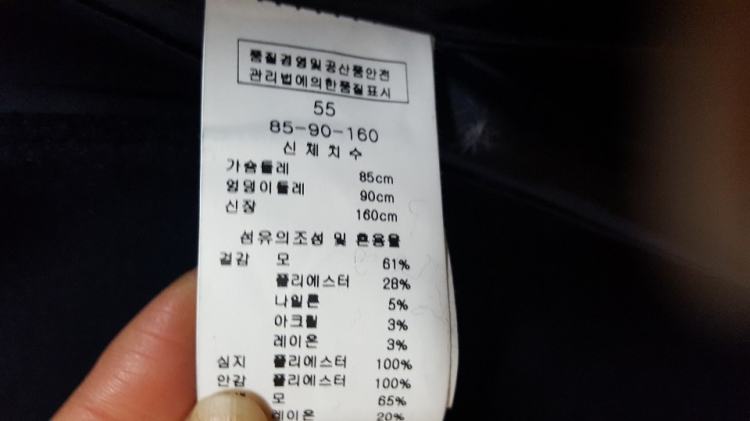 품질경영및공산품안전
관리법에의한품질표시
55
85-90-160
신체치수
가슴둘레 85cm
엉덩이둘레 90cm
신장 160cm
섬유의조성 및 혼용율
겉감 모 61%
폴리에스터 28%
나일론 5%
아크릴 3%
레이온 3%
심지 폴리에스터 100%
안감 폴리에스터 100%
모 65%
레이온 20%